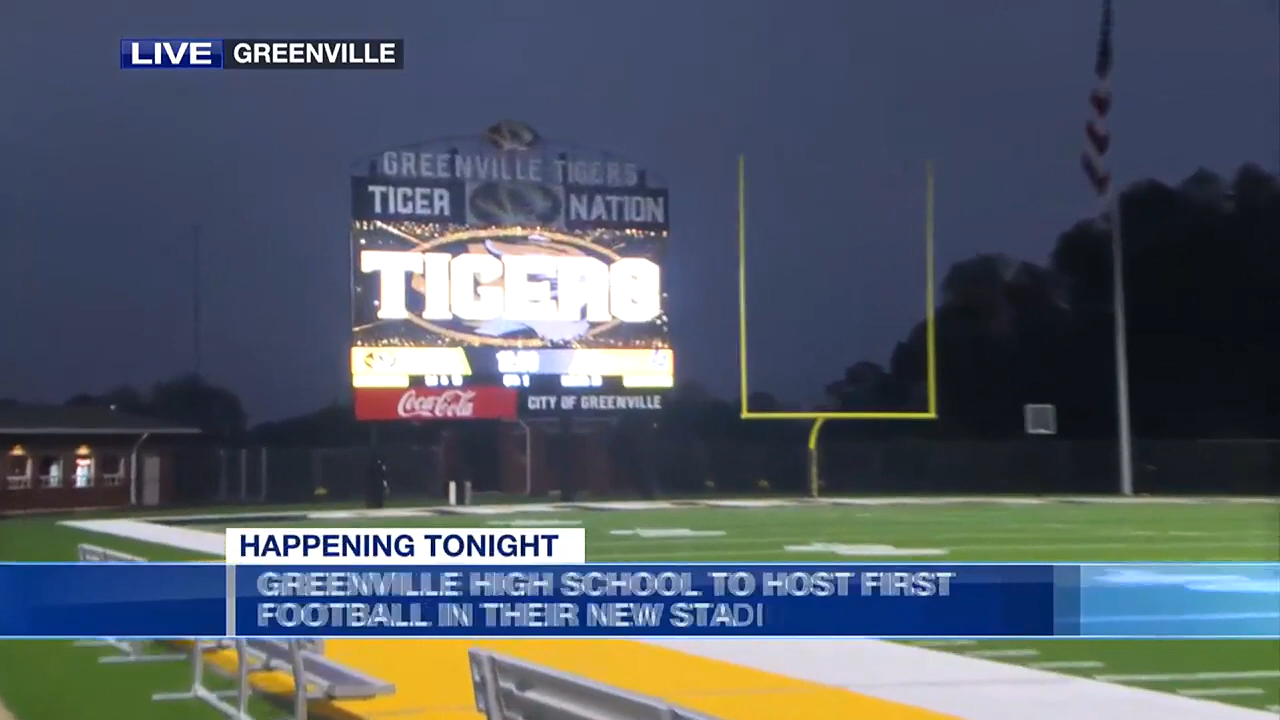 LIVE GREENVILLE
GREENVILLE TIGERS
TIGER NATION
TIGERS
Coca-Cola CITY OF GREENVILLE
HAPPENING TONIGHT
GREENVILLE HIGH SCHOOL TO HOST FIRST
FOOTBALL IN THEIR NEW STADI